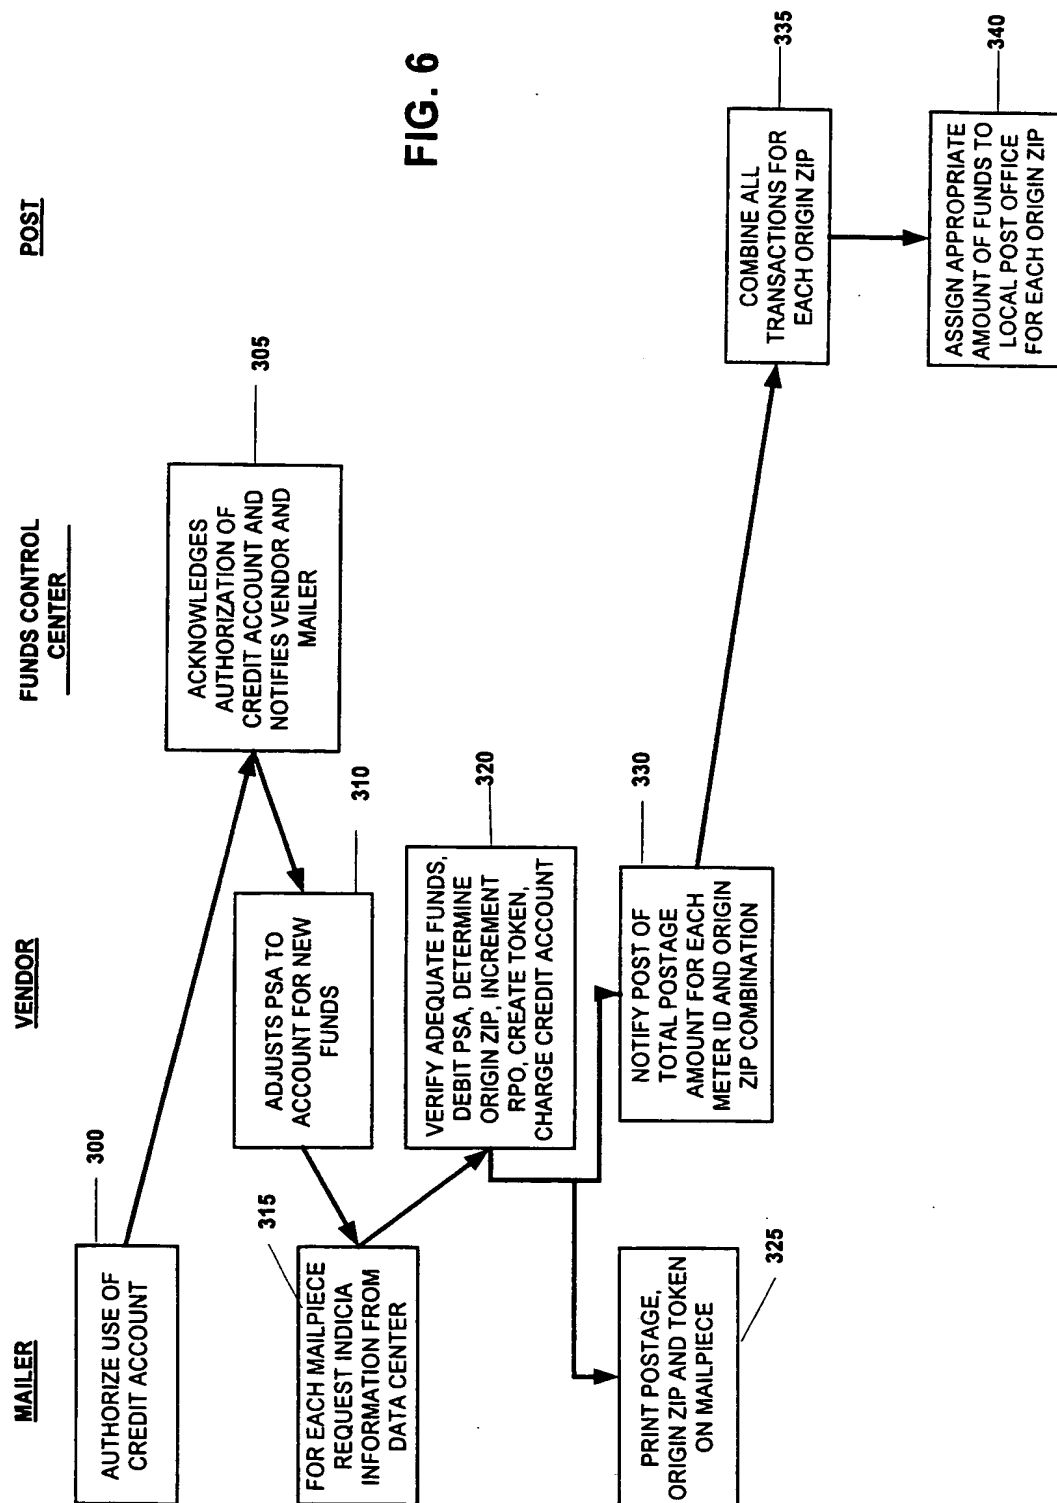 MAILER
VENDOR
FUNDS CONTROL
CENTER
POST
300
AUTHORIZE USE OF
CREDIT ACCOUNT
305
ACKNOWLEDGES
AUTHORIZATION OF
CREDIT ACCOUNT AND
NOTIFIES VENDOR AND
MAILER
310
ADJUSTS PSA TO
ACCOUNT FOR NEW
FUNDS
315
FOR EACH MAILPIECE
REQUEST INDICIA
INFORMATION FROM
DATA CENTER
320
VERIFY ADEQUATE FUNDS,
DEBIT PSA, DETERMINE
ORIGIN ZIP, INCREMENT
RPO, CREATE TOKEN,
CHARGE CREDIT ACCOUNT
FIG. 6
325
PRINT POSTAGE,
ORIGIN ZIP AND TOKEN
ON MAILPIECE
330
NOTIFY POST OF
TOTAL POSTAGE
AMOUNT FOR EACH
METER ID AND ORIGIN
ZIP COMBINATION
335
COMBINE ALL
TRANSACTIONS FOR
EACH ORIGIN ZIP
340
ASSIGN APPROPRIATE
AMOUNT OF FUNDS TO
LOCAL POST OFFICE
FOR EACH ORIGIN ZIP